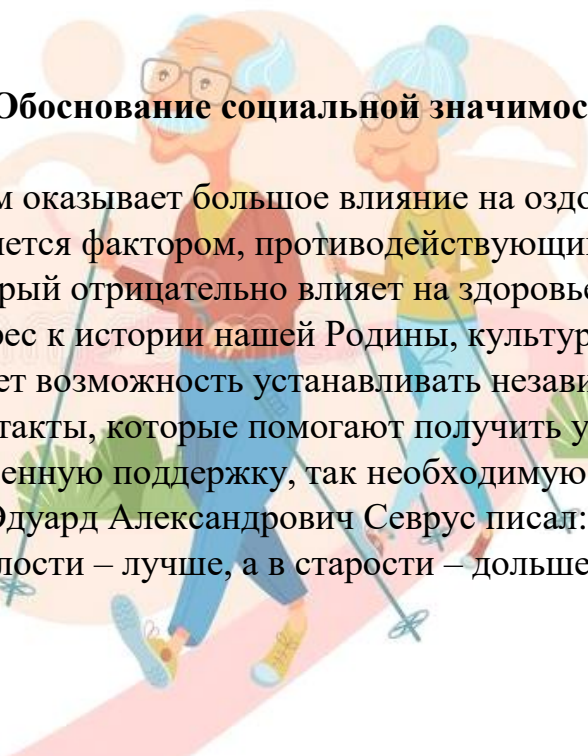 Обоснование социальной значимос
м оказывает большое влияние на оздо
яется фактором, противодействующи
рый отрицательно влияет на здоровье
рес к истории нашей Родины, культур
ет возможность устанавливать незави
такты, которые помогают получить у
енную поддержку, так необходимую
Эдуард Александрович Севрус писал:
лости – лучше, а в старости – дольше